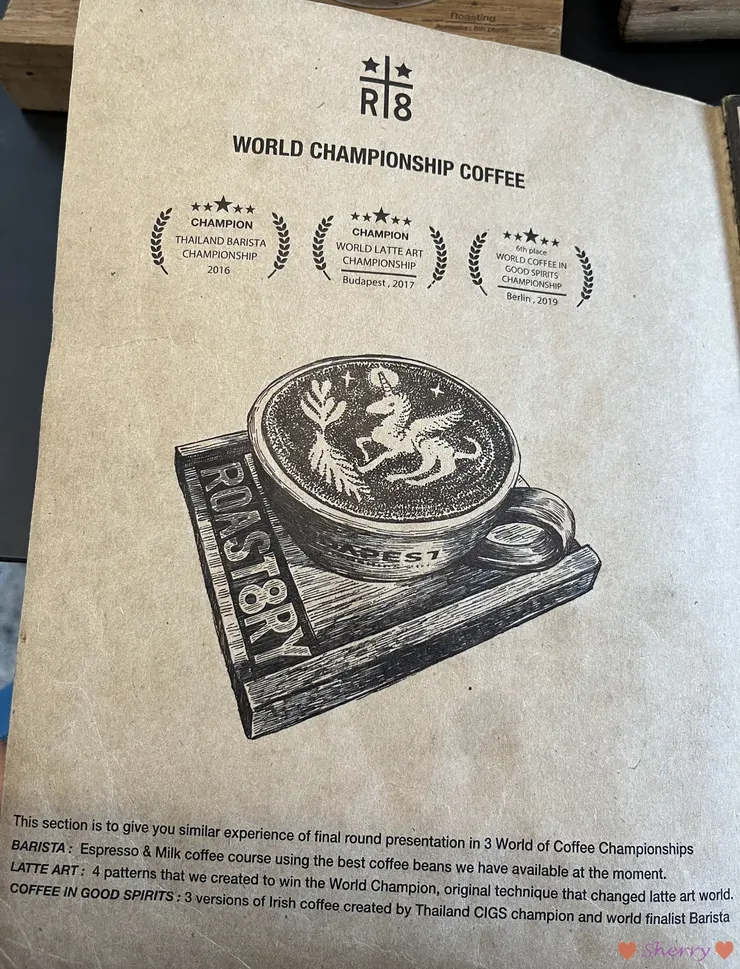 Roasting
R 8
WORLD CHAMPIONSHIP COFFEE
CHAMPION
THAILAND BARISTA
CHAMPIONSHIP
2016
CHAMPION
WORLD LATTE ART
CHAMPIONSHIP
Budapest , 2017
6th place
WORLD COFFEE IN
GOOD SPIRITS
CHAMPIONSHIP
Berlin , 2019
ROAST8RY
This section is to give you similar experience of final round presentation in 3 World of Coffee Championships
BARISTA : Espresso & Milk coffee course using the best coffee beans we have available at the moment.
LATTE ART : 4 patterns that we created to win the World Champion, original technique that changed latte art world.
COFFEE IN GOOD SPIRITS : 3 versions of Irish coffee created by Thailand CIGS champion and world finalist Barista
Sherry